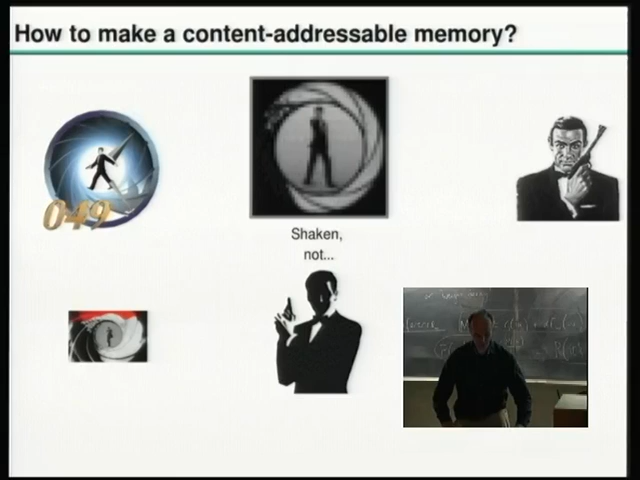 How to make a content-addressable memory?
049
Shaken,
not...